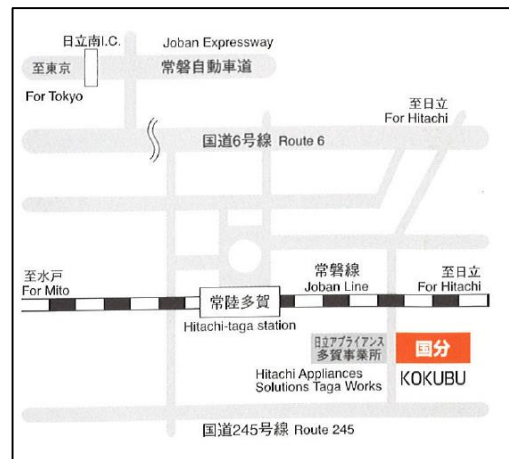 日立南I.C.
Joban Expressway
至東京
常磐自動車道
For Tokyo
至日立
For Hitachi
国道6号線 Route 6
至水戸
For Mito
常磐線
Joban Line
至日立
For Hitachi
常陸多賀
Hitachi-taga station
日立アプライアンス
多賀事業所
国分
Hitachi Appliances
Solutions Taga Works
KOKUBU
国道245号線 Route 245